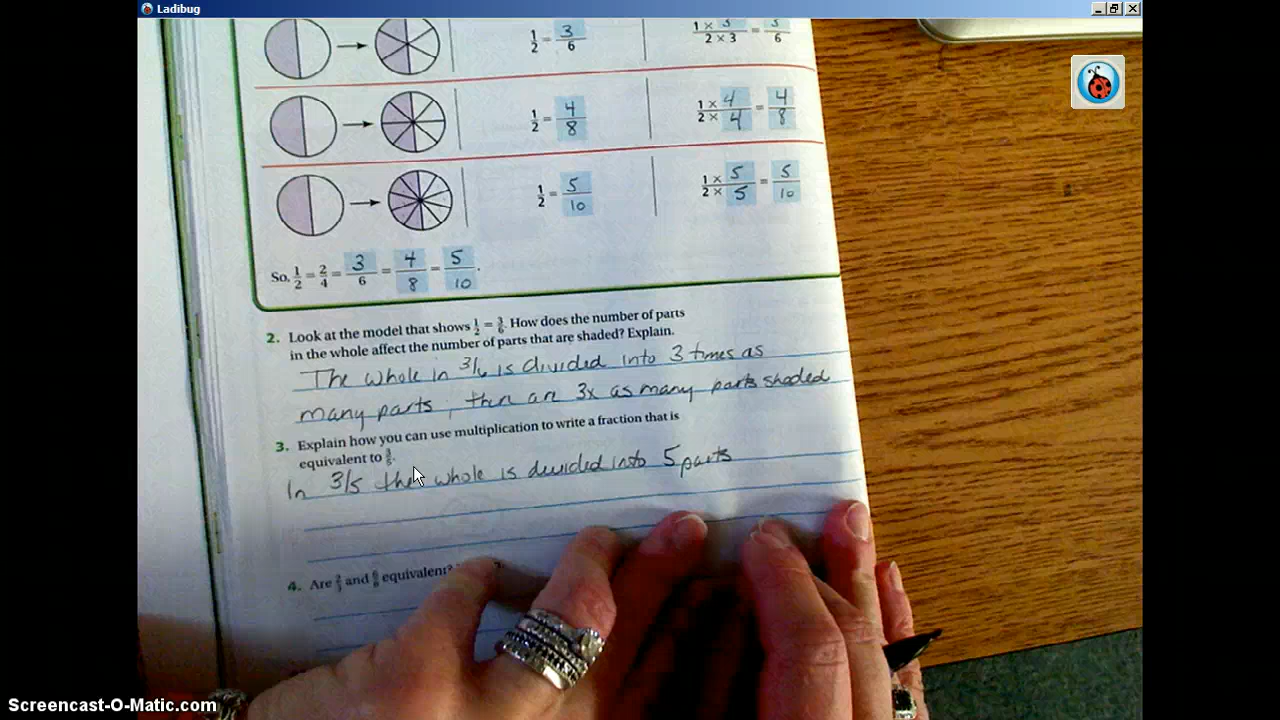 Ladibug
1/2 = 3/6
1 × 3 / 2 × 3 = 3/6
1/2 = 4/8
1 × 4 / 2 × 4 = 4/8
1/2 = 5/10
1 × 5 / 2 × 5 = 5/10
So, 1/2 = 2/4 = 3/6 = 4/8 = 5/10.
2. Look at the model that shows 1/2 = 3/6. How does the number of parts
in the whole affect the number of parts that are shaded? Explain.
The whole in 3/6 is divided into 3 times as
many parts, then are 3x as many parts shaded
3. Explain how you can use multiplication to write a fraction that is
equivalent to 3/5.
In 3/5 the whole is divided into 5 parts
4. Are 2/3 and 6/9 equivalent?
Screencast-O-Matic.com